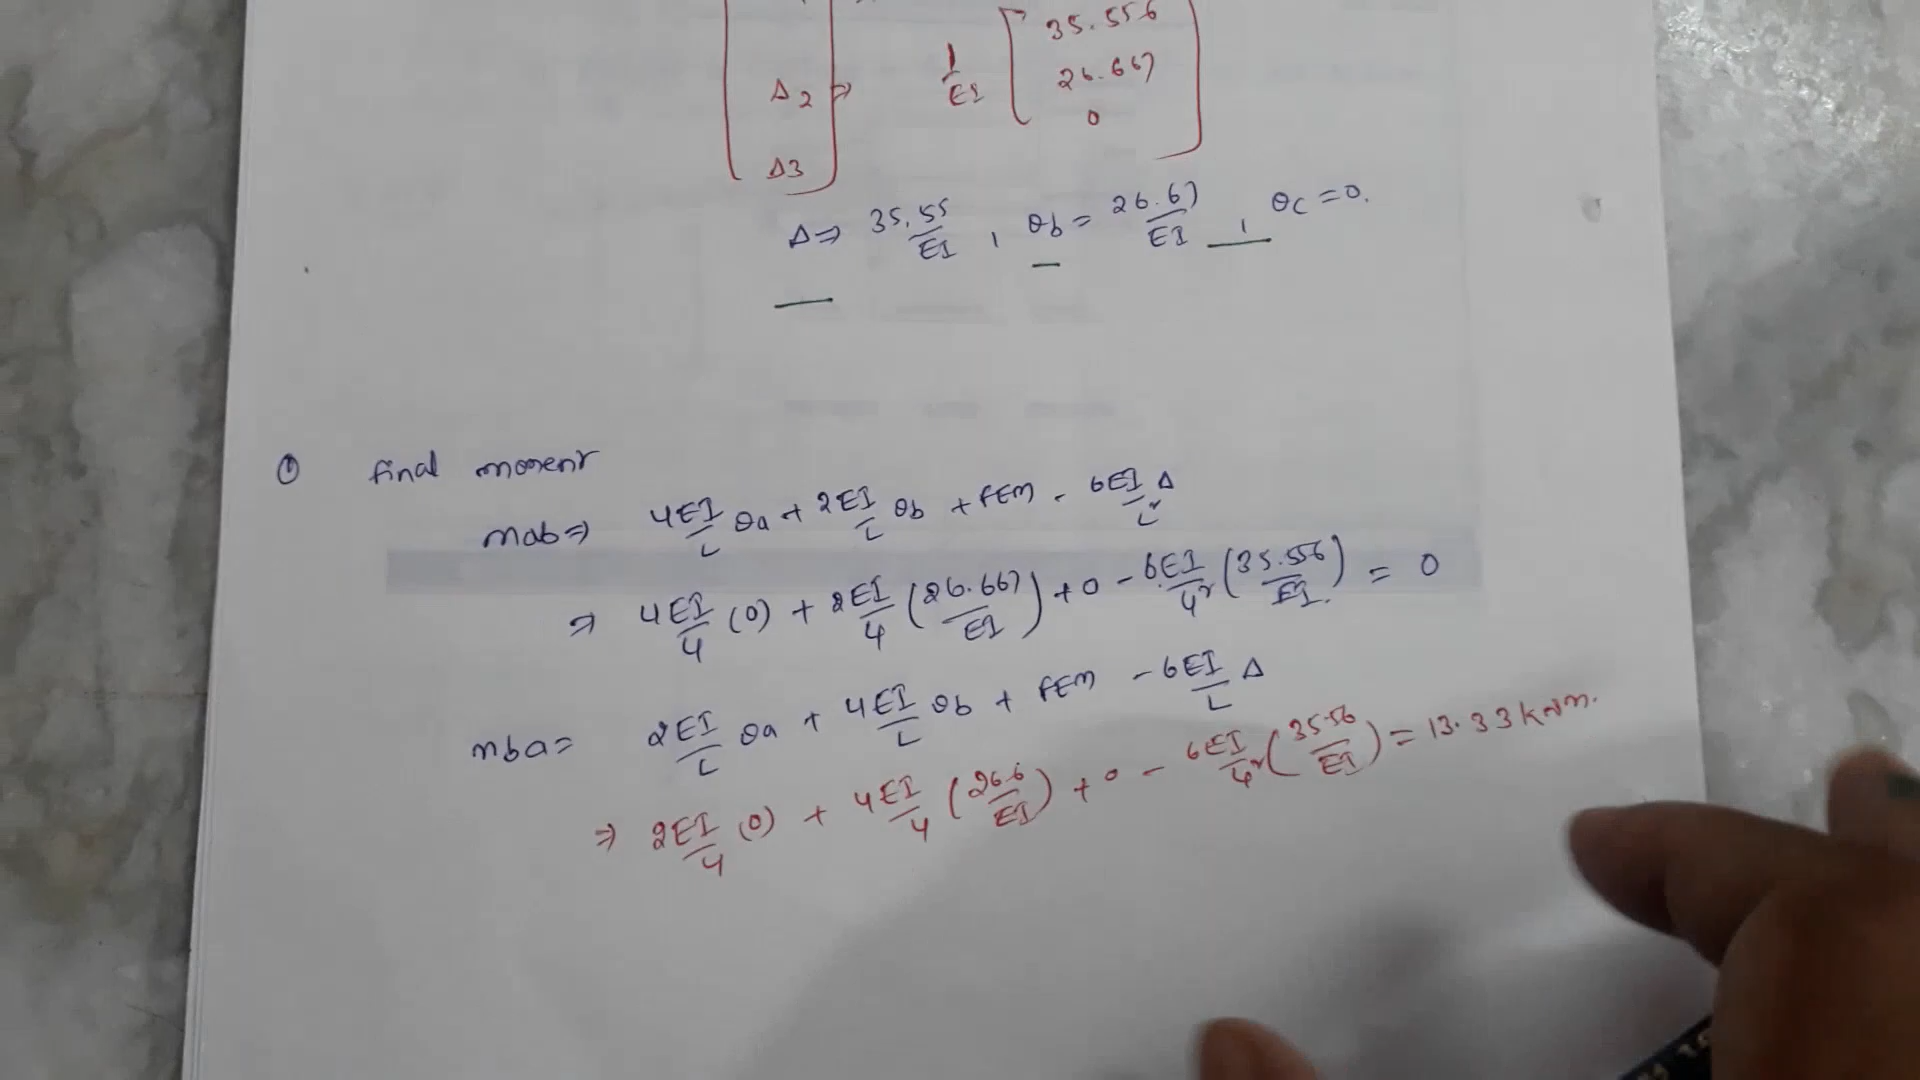 35.556
1/EI [ 26.667
Δ2 ⇒
0
Δ3
Δ ⇒ 35.55/EI , θb = 26.67/EI , θc = 0.
① final moment
mab ⇒ 4EI/L θa + 2EI/L θb + FEM - 6EI/L² Δ
⇒ 4EI/4 (0) + 2EI/4 (26.667/EI) + 0 - 6EI/4² (35.556/EI) = 0
mba = 2EI/L θa + 4EI/L θb + FEM - 6EI/L Δ
⇒ 2EI/4 (0) + 4EI/4 (26.6/EI) + 0 - 6EI/4² (35.56/EI) = 13.33 kNm.